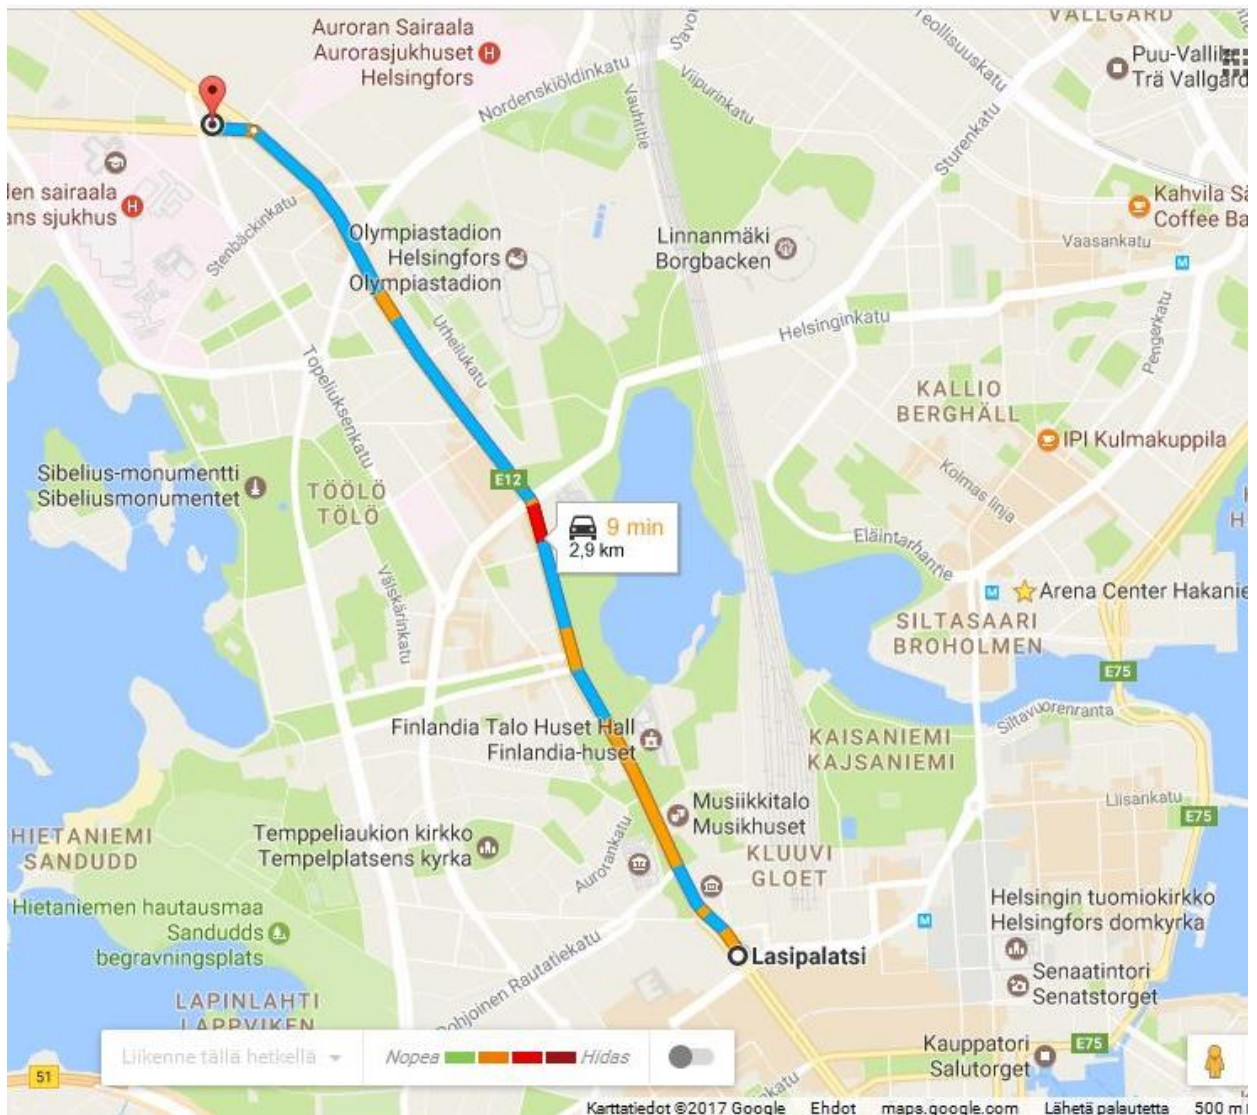 VALLGÅRD
Auroran Sairaala
Aurorasjukhuset
Helsingfors
H
Savo
Teollisuuskatu
Puu-Vallila
Trä Vallgård
Nordenskiöldinkatu
Viipurinkatu
Vauhtitie
Sturenkatu
den sairaala
ans sjukhus
H
Stenbäckinkatu
Kahvila Sä
Coffee Ba
Olympiastadion
Helsingfors
Olympiastadion
Linnanmäki
Borgbacken
Vaasankatu
M
Urheilukatu
Helsinginkatu
Pengerkatu
Topeliuksenkatu
KALLIO
BERGHÄLL
IPI Kulmakuppila
Sibelius-monumentti
Sibeliusmonumentet
TÖÖLÖ
TÖLÖ
E12
Kolmas linja
9 min
2,9 km
Eläintarhantie
Välskärinkatu
M
Arena Center Hakanie
SILTASAARI
BROHOLMEN
E75
Siltavuorenranta
Finlandia Talo Huset Hall
Finlandia-huset
KAISANIEMI
KAJSANIEMI
Musiikkitalo
Musikhuset
Liisankatu
E75
HIETANIEMI
SANDUDD
Temppeliaukion kirkko
Tempelplatsens kyrka
Aurorankatu
KLUUVI
GLOET
Hietaniemen hautausmaa
Sandudds
begravningsplats
Helsingin tuomiokirkko
Helsingfors domkyrka
M
Lasipalatsi
Pohjoinen Rautatiekatu
Senaatintori
Senatstorget
LAPINLAHTI
LAPPVIKEN
Kauppatori
Salutorget
E75
Liikenne tällä hetkellä
Nopea
Hidas
51
Karttatiedot ©2017 Google
Ehdot
maps.google.com
Lähetä palautetta
500 m